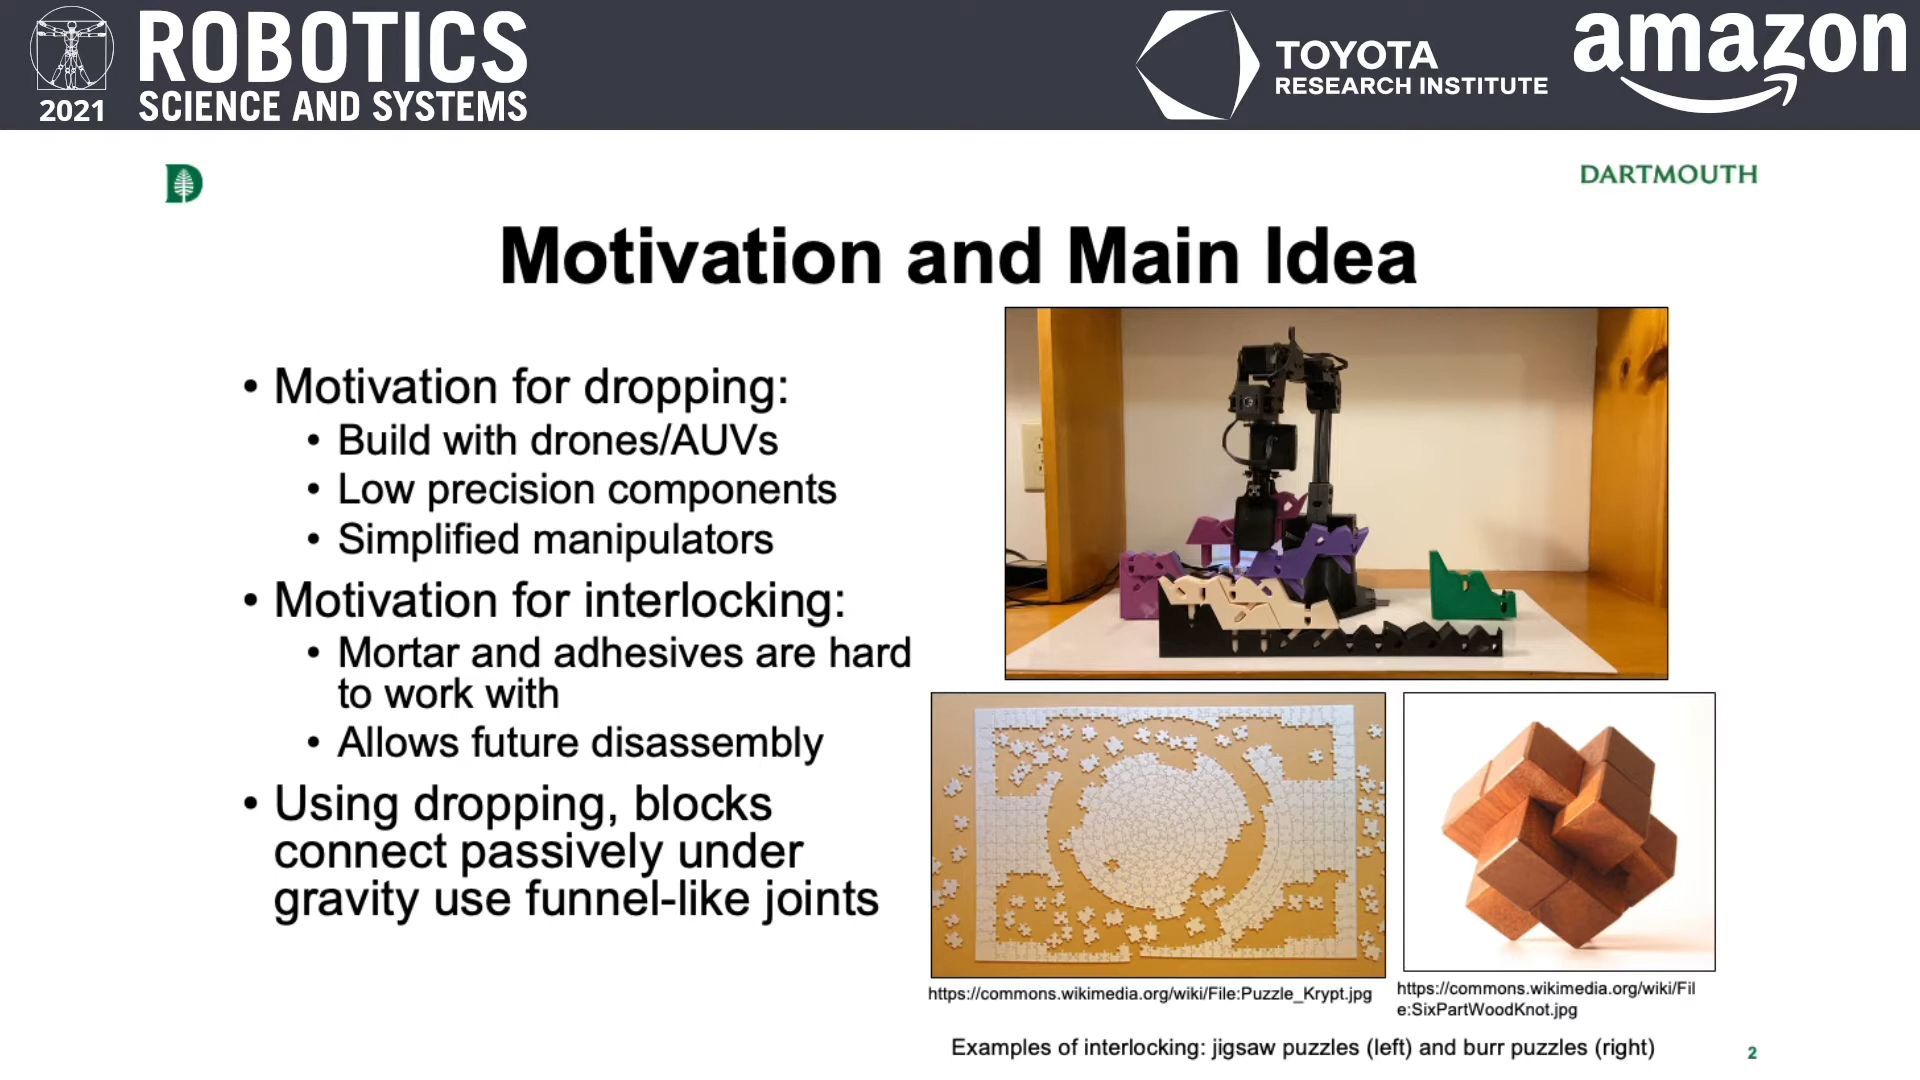 ROBOTICS
2021 SCIENCE AND SYSTEMS
TOYOTA
RESEARCH INSTITUTE
amazon
D
DARTMOUTH
Motivation and Main Idea
• Motivation for dropping:
• Build with drones/AUVs
• Low precision components
• Simplified manipulators
• Motivation for interlocking:
• Mortar and adhesives are hard
to work with
• Allows future disassembly
• Using dropping, blocks
connect passively under
gravity use funnel-like joints
https://commons.wikimedia.org/wiki/File:Puzzle_Krypt.jpg
https://commons.wikimedia.org/wiki/Fil
e:SixPartWoodKnot.jpg
Examples of interlocking: jigsaw puzzles (left) and burr puzzles (right)
2